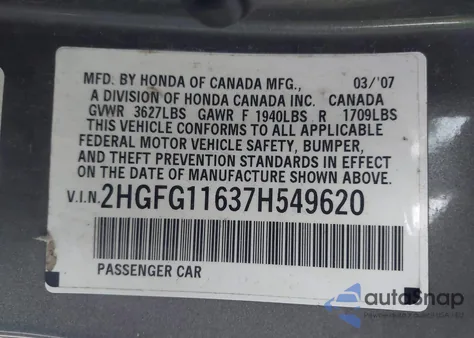 MFD. BY HONDA OF CANADA MFG., 03/'07
A DIVISION OF HONDA CANADA INC. CANADA
GVWR 3627LBS GAWR F 1940LBS R 1709LBS
THIS VEHICLE CONFORMS TO ALL APPLICABLE
FEDERAL MOTOR VEHICLE SAFETY, BUMPER,
AND THEFT PREVENTION STANDARDS IN EFFECT
ON THE DATE OF MANUFACTURE SHOWN ABOVE.
V.I.N. 2HGFG11637H549620
PASSENGER CAR
autoSnap